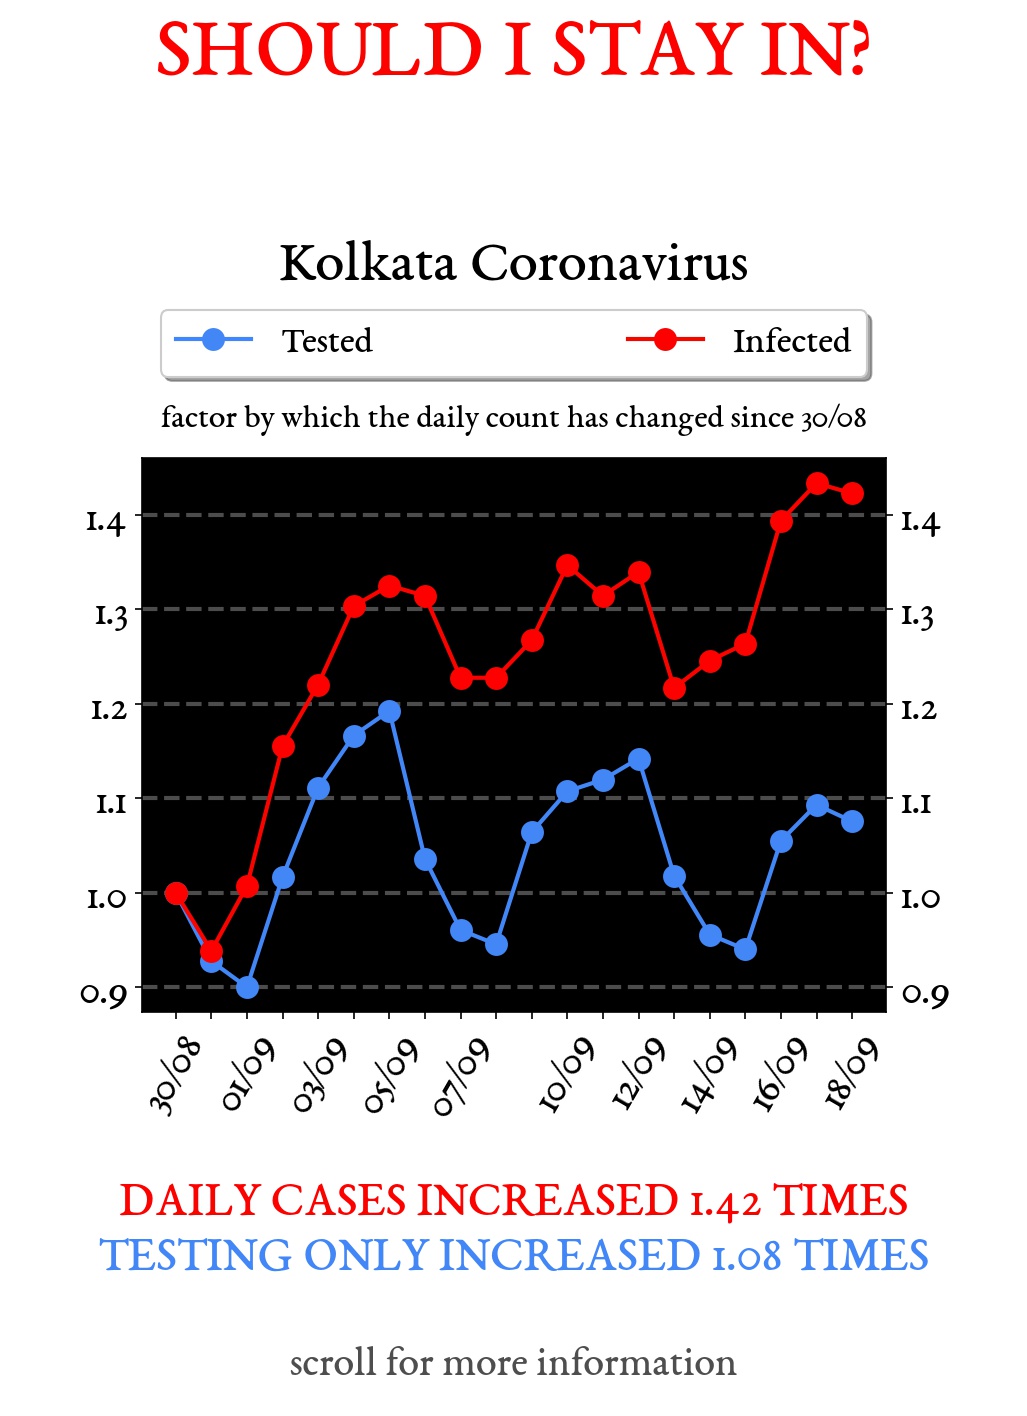 SHOULD I STAY IN?
Kolkata Coronavirus
Tested Infected
factor by which the daily count has changed since 30/08
1.4 1.4
1.3 1.3
1.2 1.2
1.1 1.1
1.0 1.0
0.9 0.9
30/08 01/09 03/09 05/09 07/09 10/09 12/09 14/09 16/09 18/09
DAILY CASES INCREASED 1.42 TIMES
TESTING ONLY INCREASED 1.08 TIMES
scroll for more information